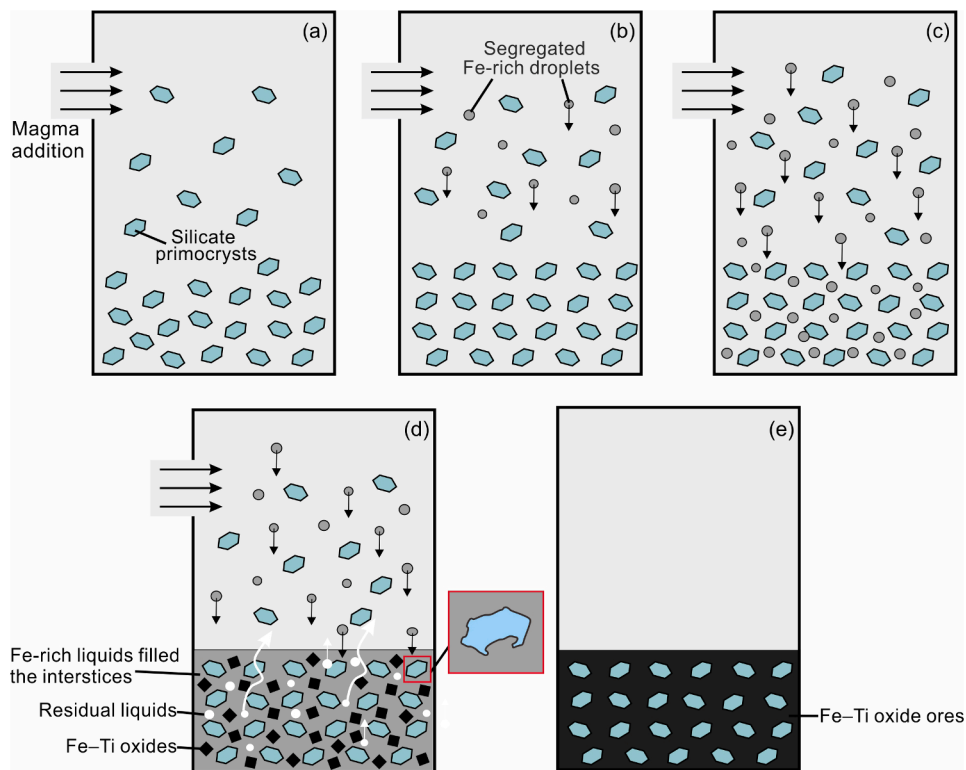 (a)
Magma
addition
Silicate
primocrysts
(b)
Segregated
Fe-rich droplets
(c)
(d)
Fe-rich liquids filled
the interstices
Residual liquids
Fe–Ti oxides
(e)
Fe–Ti oxide ores